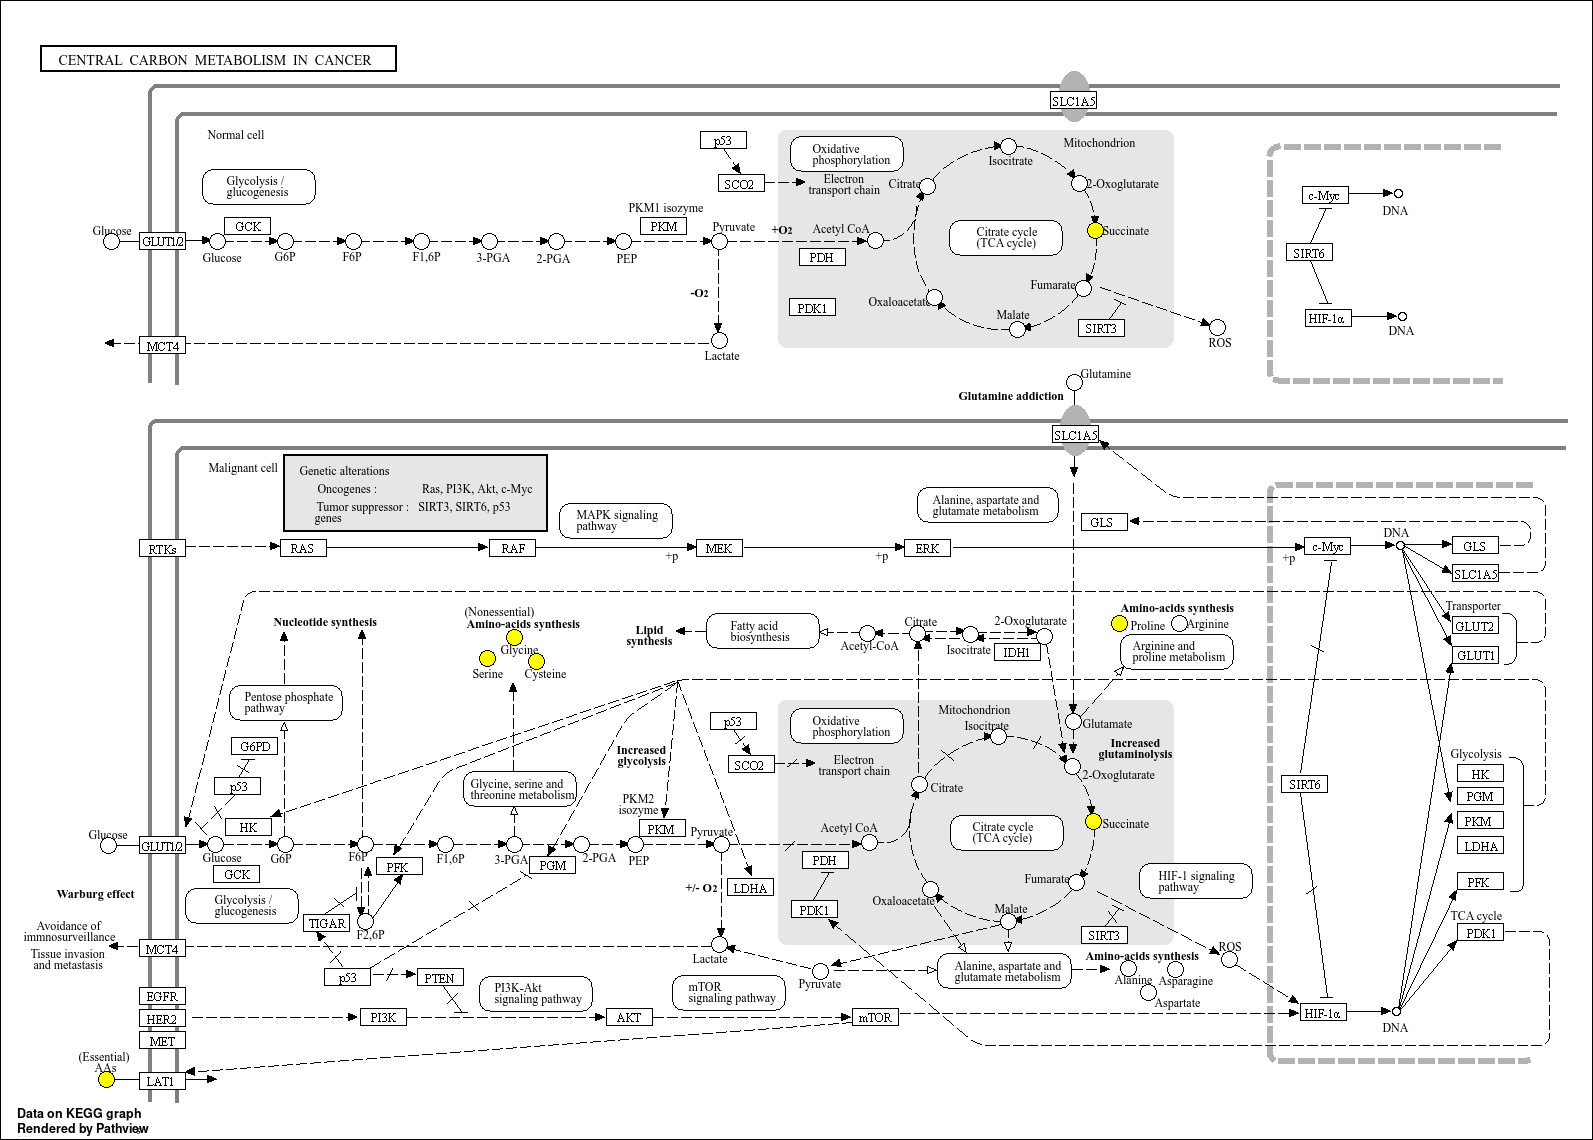 CENTRAL CARBON METABOLISM IN CANCER
SLC1A5
Normal cell
Glycolysis /
glucogenesis
p53
SCO2
Oxidative
phosphorylation
Electron
transport chain
Mitochondrion
Isocitrate
Citrate
2-Oxoglutarate
Citrate cycle
(TCA cycle)
Succinate
Fumarate
Malate
Oxaloacetate
SIRT3
ROS
Glucose
GLUT1/2
Glucose
GCK
G6P
F6P
F1,6P
3-PGA
2-PGA
PEP
PKM1 isozyme
PKM
Pyruvate
+O2
Acetyl CoA
PDH
PDK1
-O2
Lactate
MCT4
c-Myc
DNA
SIRT6
HIF-1α
DNA
Glutamine
Glutamine addiction
SLC1A5
Malignant cell
Genetic alterations
Oncogenes : Ras, PI3K, Akt, c-Myc
Tumor suppressor : SIRT3, SIRT6, p53
genes
MAPK signaling
pathway
Alanine, aspartate and
glutamate metabolism
GLS
RTKs
RAS
RAF
+p
MEK
+p
ERK
+p
c-Myc
DNA
GLS
SLC1A5
Transporter
GLUT2
GLUT1
Nucleotide synthesis
(Nonessential)
Amino-acids synthesis
Glycine
Serine
Cysteine
Lipid
synthesis
Fatty acid
biosynthesis
Acetyl-CoA
Citrate
Isocitrate
2-Oxoglutarate
IDH1
Amino-acids synthesis
Proline
Arginine
Arginine and
proline metabolism
Pentose phosphate
pathway
G6PD
p53
HK
Glycine, serine and
threonine metabolism
Increased
glycolysis
PKM2
isozyme
PKM
p53
SCO2
Oxidative
phosphorylation
Electron
transport chain
Mitochondrion
Isocitrate
Glutamate
Increased
glutaminolysis
2-Oxoglutarate
Citrate
Citrate cycle
(TCA cycle)
Succinate
Fumarate
Malate
Oxaloacetate
SIRT3
HIF-1 signaling
pathway
ROS
SIRT6
Glycolysis
HK
PGM
PKM
LDHA
PFK
TCA cycle
PDK1
Glucose
GLUT1/2
Glucose
GCK
G6P
F6P
PFK
F1,6P
3-PGA
PGM
2-PGA
PEP
Pyruvate
Acetyl CoA
PDH
PDK1
+/- O2
LDHA
Lactate
Glycolysis /
glucogenesis
TIGAR
F2,6P
Warburg effect
Avoidance of
immnosurveillance
Tissue invasion
and metastasis
MCT4
p53
PTEN
PI3K-Akt
signaling pathway
mTOR
signaling pathway
Pyruvate
Alanine, aspartate and
glutamate metabolism
Amino-acids synthesis
Alanine
Asparagine
Aspartate
EGFR
HER2
MET
PI3K
AKT
mTOR
HIF-1α
DNA
(Essential)
AAs
LAT1
Data on KEGG graph
Rendered by Pathview